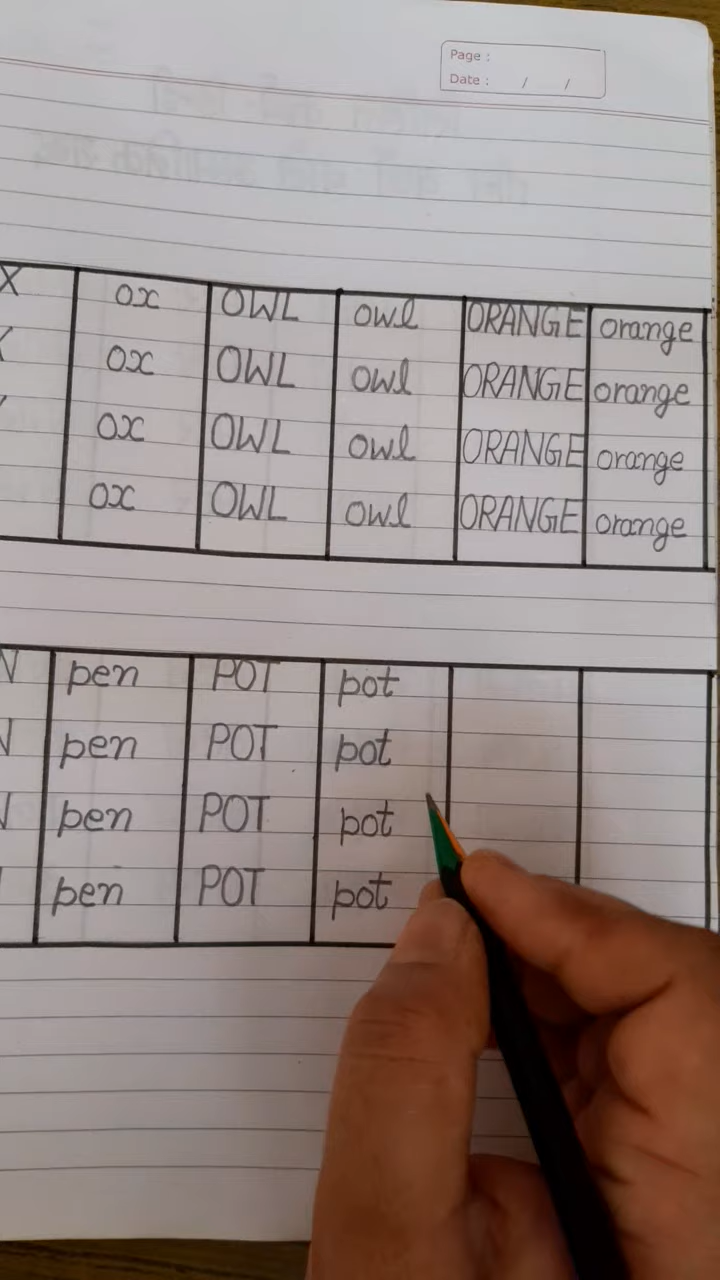 Page :
Date : / /
X ox OWL owl ORANGE orange
ox OWL owl ORANGE orange
ox OWL owl ORANGE orange
ox OWL owl ORANGE orange
N pen POT pot
N pen POT pot
N pen POT pot
pen POT pot